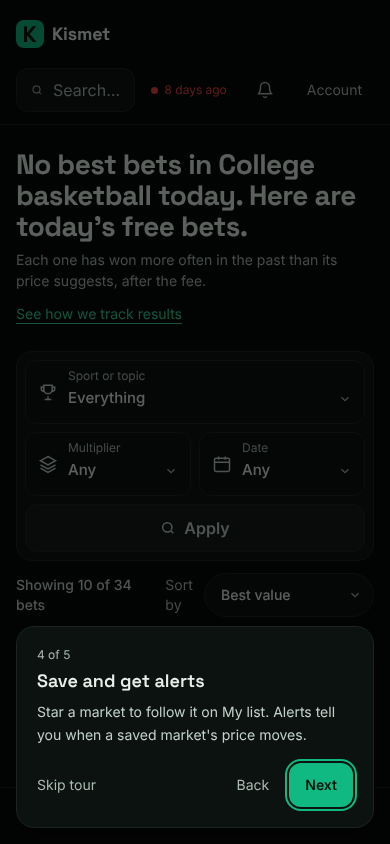 Kismet
Search...
8 days ago
Account
No best bets in College
basketball today. Here are
today's free bets.
Each one has won more often in the past than its
price suggests, after the fee.
See how we track results
Sport or topic
Everything
Multiplier
Any
Date
Any
Apply
Showing 10 of 34
bets
Sort
by
Best value
4 of 5
Save and get alerts
Star a market to follow it on My list. Alerts tell
you when a saved market's price moves.
Skip tour
Back
Next